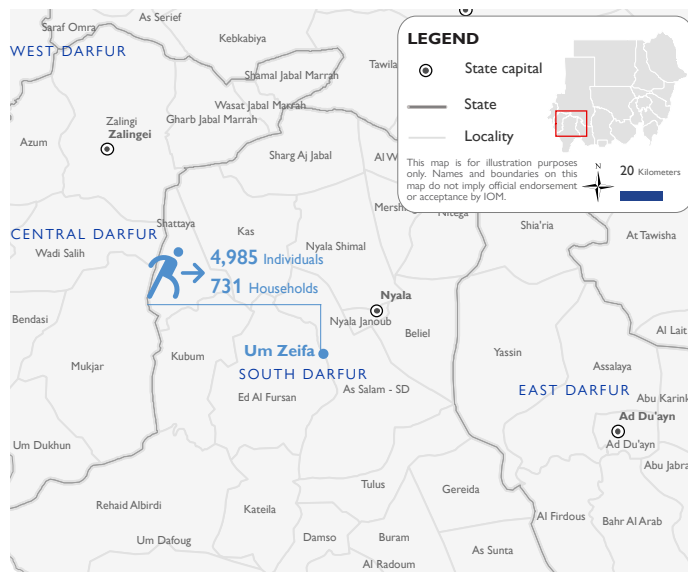 As Serief
Saraf Omra
Kebkabiya
WEST DARFUR
Tawila
Shamal Jabal Marrah
Wasat Jabal Marrah
Gharb Jabal Marrah
Zalingi
Zalingei
Azum
Sharg Aj Jabal
Al W
Mersh
Nitega
LEGEND
State capital
State
Locality
This map is for illustration purposes
only. Names and boundaries on this
map do not imply official endorsement
or acceptance by IOM.
N
20 Kilometers
Shattaya
Kas
Shia'ria
At Tawisha
CENTRAL DARFUR
Wadi Salih
Nyala Shimal
4,985 Individuals
731 Households
Nyala
Nyala Janoub
Beliel
Bendasi
Al Lait
Um Zeifa
Kubum
Yassin
Mukjar
SOUTH DARFUR
Assalaya
As Salam - SD
Ed Al Fursan
EAST DARFUR
Abu Karink
Ad Du'ayn
Ad Du'ayn
Um Dukhun
Abu Jabra
Tulus
Gereida
Rehaid Albirdi
Kateila
Al Firdous
Bahr Al Arab
Um Dafoug
Damso
Buram
As Sunta
Al Radoum